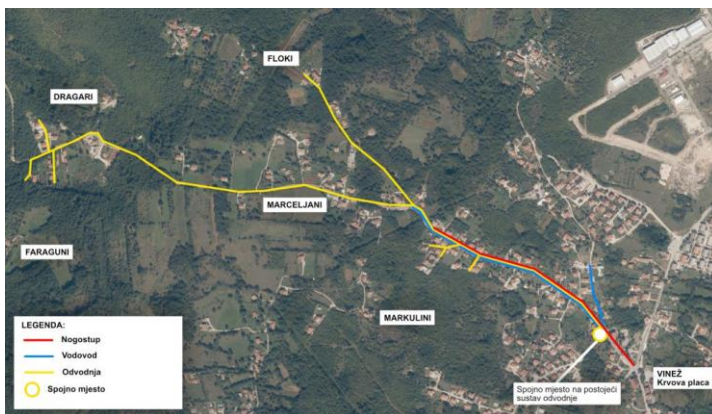 FLOKI
DRAGARI
MARCELJANI
FARAGUNI
MARKULINI
LEGENDA:
Nogostup
Vodovod
Odvodnja
Spojno mjesto
VINEŽ
Krvova placa
Spojno mjesto na postojeći
sustav odvodnje